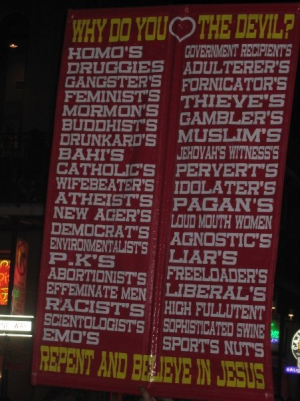 WHY DO YOU ♡ THE DEVIL?
HOMO'S
DRUGGIES
GANGSTER'S
FEMINIST'S
MORMON'S
BUDDHIST'S
DRUNKARD'S
BAHI'S
CATHOLIC'S
WIFEBEATER'S
ATHEIST'S
NEW AGER'S
DEMOCRAT'S
ENVIRONMENTALIST'S
P.K'S
ABORTIONIST'S
EFFEMINATE MEN
RACIST'S
SCIENTOLOGIST'S
EMO'S
GOVERNMENT RECIPIENT'S
ADULTERER'S
FORNICATOR'S
THIEVE'S
GAMBLER'S
MUSLIM'S
JEHOVAH'S WITNESS'S
PERVERT'S
IDOLATER'S
PAGAN'S
LOUD MOUTH WOMEN
AGNOSTIC'S
LIAR'S
FREELOADER'S
LIBERAL'S
HIGH FULLUTENT
SOPHISTICATED SWINE
SPORT'S NUT'S
REPENT AND BELIEVE IN JESUS